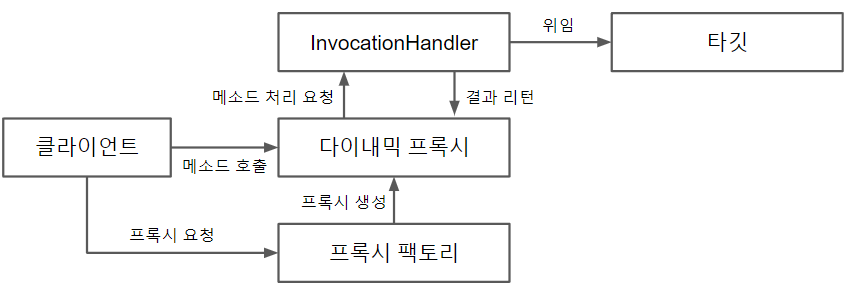 InvocationHandler
위임
타깃
메소드 처리 요청
결과 리턴
클라이언트
메소드 호출
다이내믹 프록시
프록시 생성
프록시 요청
프록시 팩토리